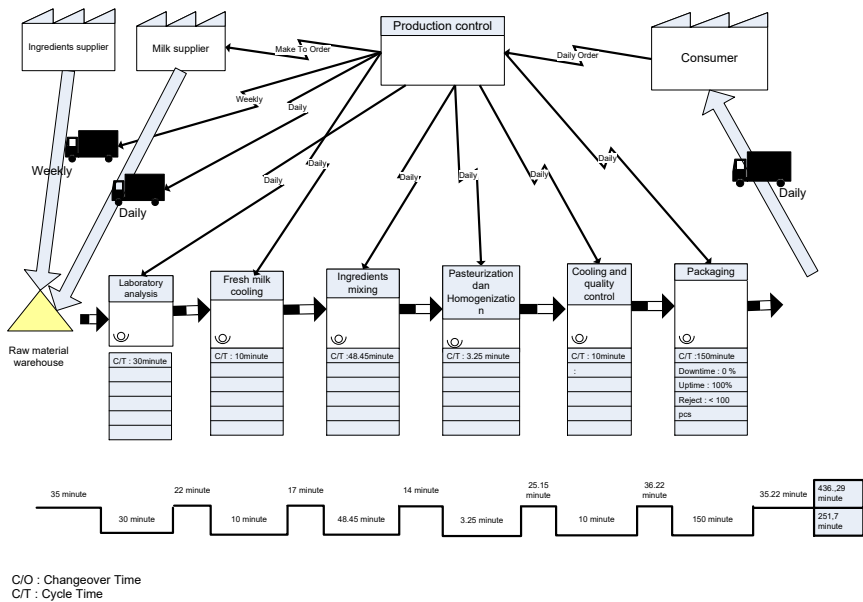 Production control
Ingredients supplier
Milk supplier
Consumer
Make To Order
Daily Order
Weekly
Daily
Daily
Daily
Daily
Daily
Daily
Daily
Weekly
Daily
Daily
Raw material
warehouse
Laboratory
analysis
Fresh milk
cooling
Ingredients
mixing
Pasteurization
dan
Homogenizatio
n
Cooling and
quality
control
Packaging
C/T : 30minute
C/T : 10minute
C/T :48.45minute
C/T : 3.25 minute
C/T : 10minute
:
C/T :150minute
Downtime : 0 %
Uptime : 100%
Reject : < 100
pcs
35 minute
30 minute
22 minute
10 minute
17 minute
48.45 minute
14 minute
3.25 minute
25.15
minute
10 minute
36.22
minute
150 minute
35.22 minute
436.,29
minute
251,7
minute
C/O : Changeover Time
C/T : Cycle Time